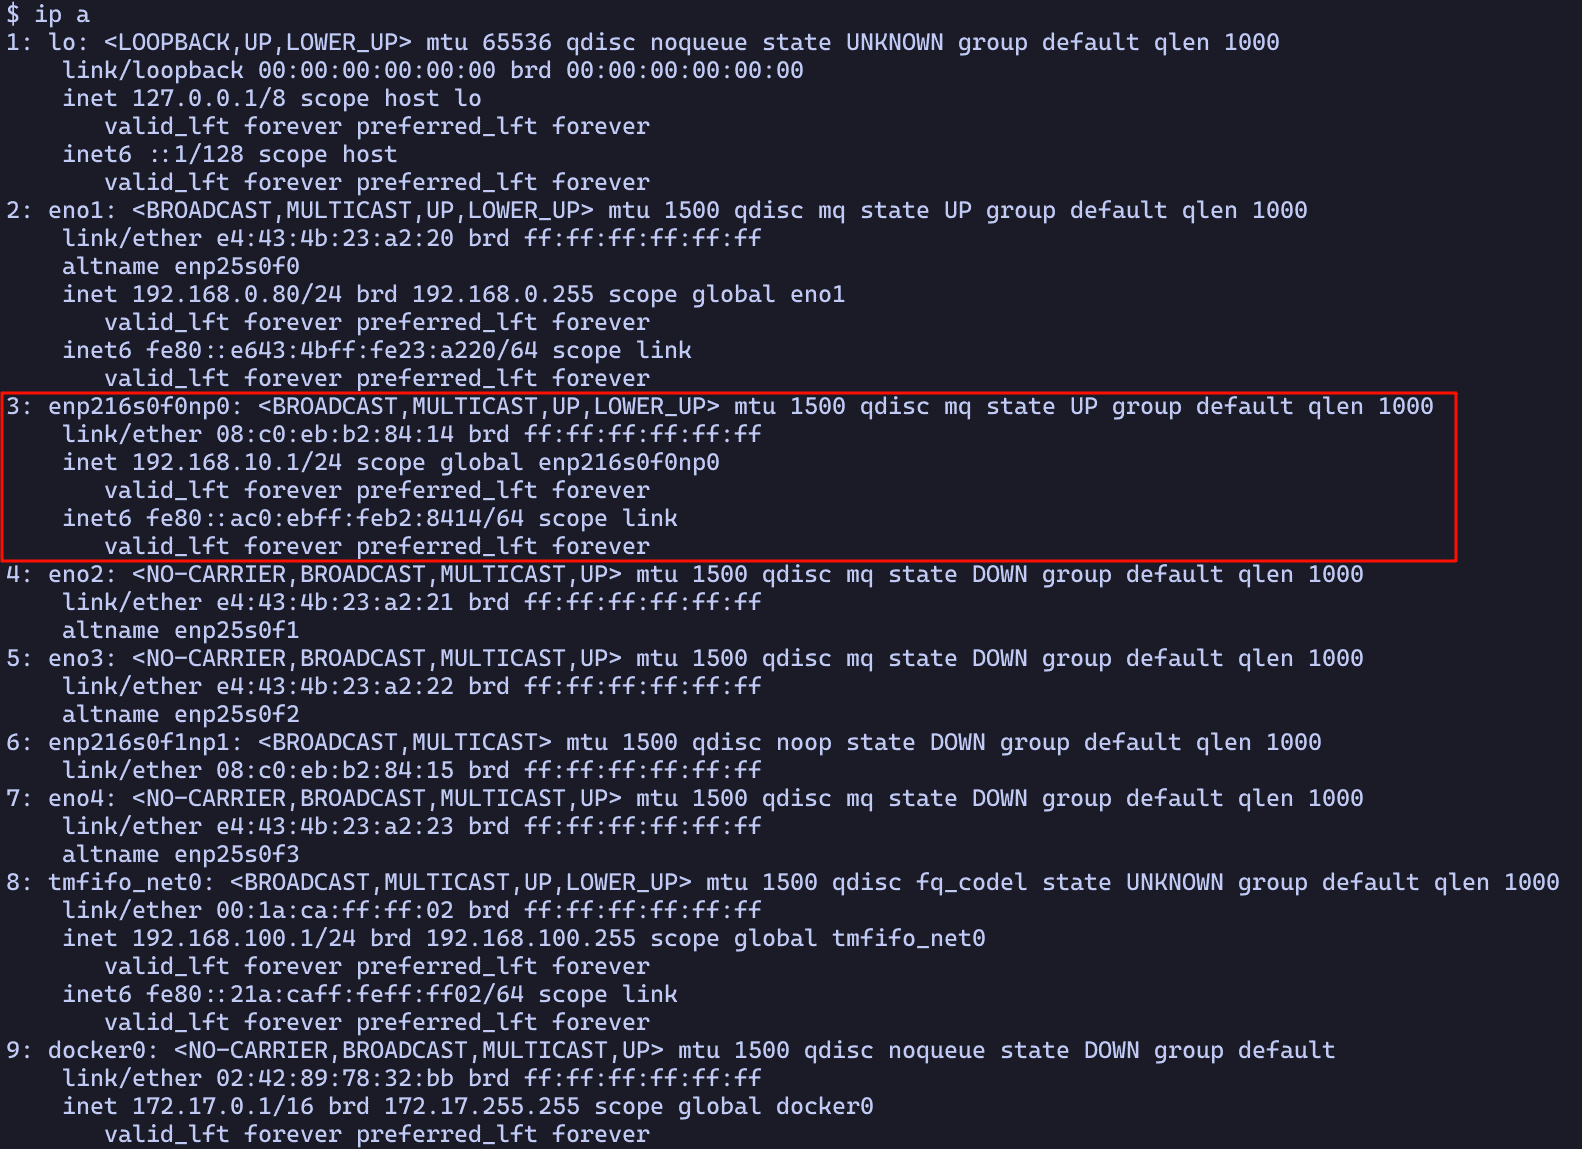 $ ip a
1: lo: <LOOPBACK,UP,LOWER_UP> mtu 65536 qdisc noqueue state UNKNOWN group default qlen 1000
    link/loopback 00:00:00:00:00:00 brd 00:00:00:00:00:00
    inet 127.0.0.1/8 scope host lo
       valid_lft forever preferred_lft forever
    inet6 ::1/128 scope host
       valid_lft forever preferred_lft forever
2: eno1: <BROADCAST,MULTICAST,UP,LOWER_UP> mtu 1500 qdisc mq state UP group default qlen 1000
    link/ether e4:43:4b:23:a2:20 brd ff:ff:ff:ff:ff:ff
    altname enp25s0f0
    inet 192.168.0.80/24 brd 192.168.0.255 scope global eno1
       valid_lft forever preferred_lft forever
    inet6 fe80::e643:4bff:fe23:a220/64 scope link
       valid_lft forever preferred_lft forever
3: enp216s0f0np0: <BROADCAST,MULTICAST,UP,LOWER_UP> mtu 1500 qdisc mq state UP group default qlen 1000
    link/ether 08:c0:eb:b2:84:14 brd ff:ff:ff:ff:ff:ff
    inet 192.168.10.1/24 scope global enp216s0f0np0
       valid_lft forever preferred_lft forever
    inet6 fe80::ac0:ebff:feb2:8414/64 scope link
       valid_lft forever preferred_lft forever
4: eno2: <NO-CARRIER,BROADCAST,MULTICAST,UP> mtu 1500 qdisc mq state DOWN group default qlen 1000
    link/ether e4:43:4b:23:a2:21 brd ff:ff:ff:ff:ff:ff
    altname enp25s0f1
5: eno3: <NO-CARRIER,BROADCAST,MULTICAST,UP> mtu 1500 qdisc mq state DOWN group default qlen 1000
    link/ether e4:43:4b:23:a2:22 brd ff:ff:ff:ff:ff:ff
    altname enp25s0f2
6: enp216s0f1np1: <BROADCAST,MULTICAST> mtu 1500 qdisc noop state DOWN group default qlen 1000
    link/ether 08:c0:eb:b2:84:15 brd ff:ff:ff:ff:ff:ff
7: eno4: <NO-CARRIER,BROADCAST,MULTICAST,UP> mtu 1500 qdisc mq state DOWN group default qlen 1000
    link/ether e4:43:4b:23:a2:23 brd ff:ff:ff:ff:ff:ff
    altname enp25s0f3
8: tmfifo_net0: <BROADCAST,MULTICAST,UP,LOWER_UP> mtu 1500 qdisc fq_codel state UNKNOWN group default qlen 1000
    link/ether 00:1a:ca:ff:ff:02 brd ff:ff:ff:ff:ff:ff
    inet 192.168.100.1/24 brd 192.168.100.255 scope global tmfifo_net0
       valid_lft forever preferred_lft forever
    inet6 fe80::21a:caff:feff:ff02/64 scope link
       valid_lft forever preferred_lft forever
9: docker0: <NO-CARRIER,BROADCAST,MULTICAST,UP> mtu 1500 qdisc noqueue state DOWN group default
    link/ether 02:42:89:78:32:bb brd ff:ff:ff:ff:ff:ff
    inet 172.17.0.1/16 brd 172.17.255.255 scope global docker0
       valid_lft forever preferred_lft forever